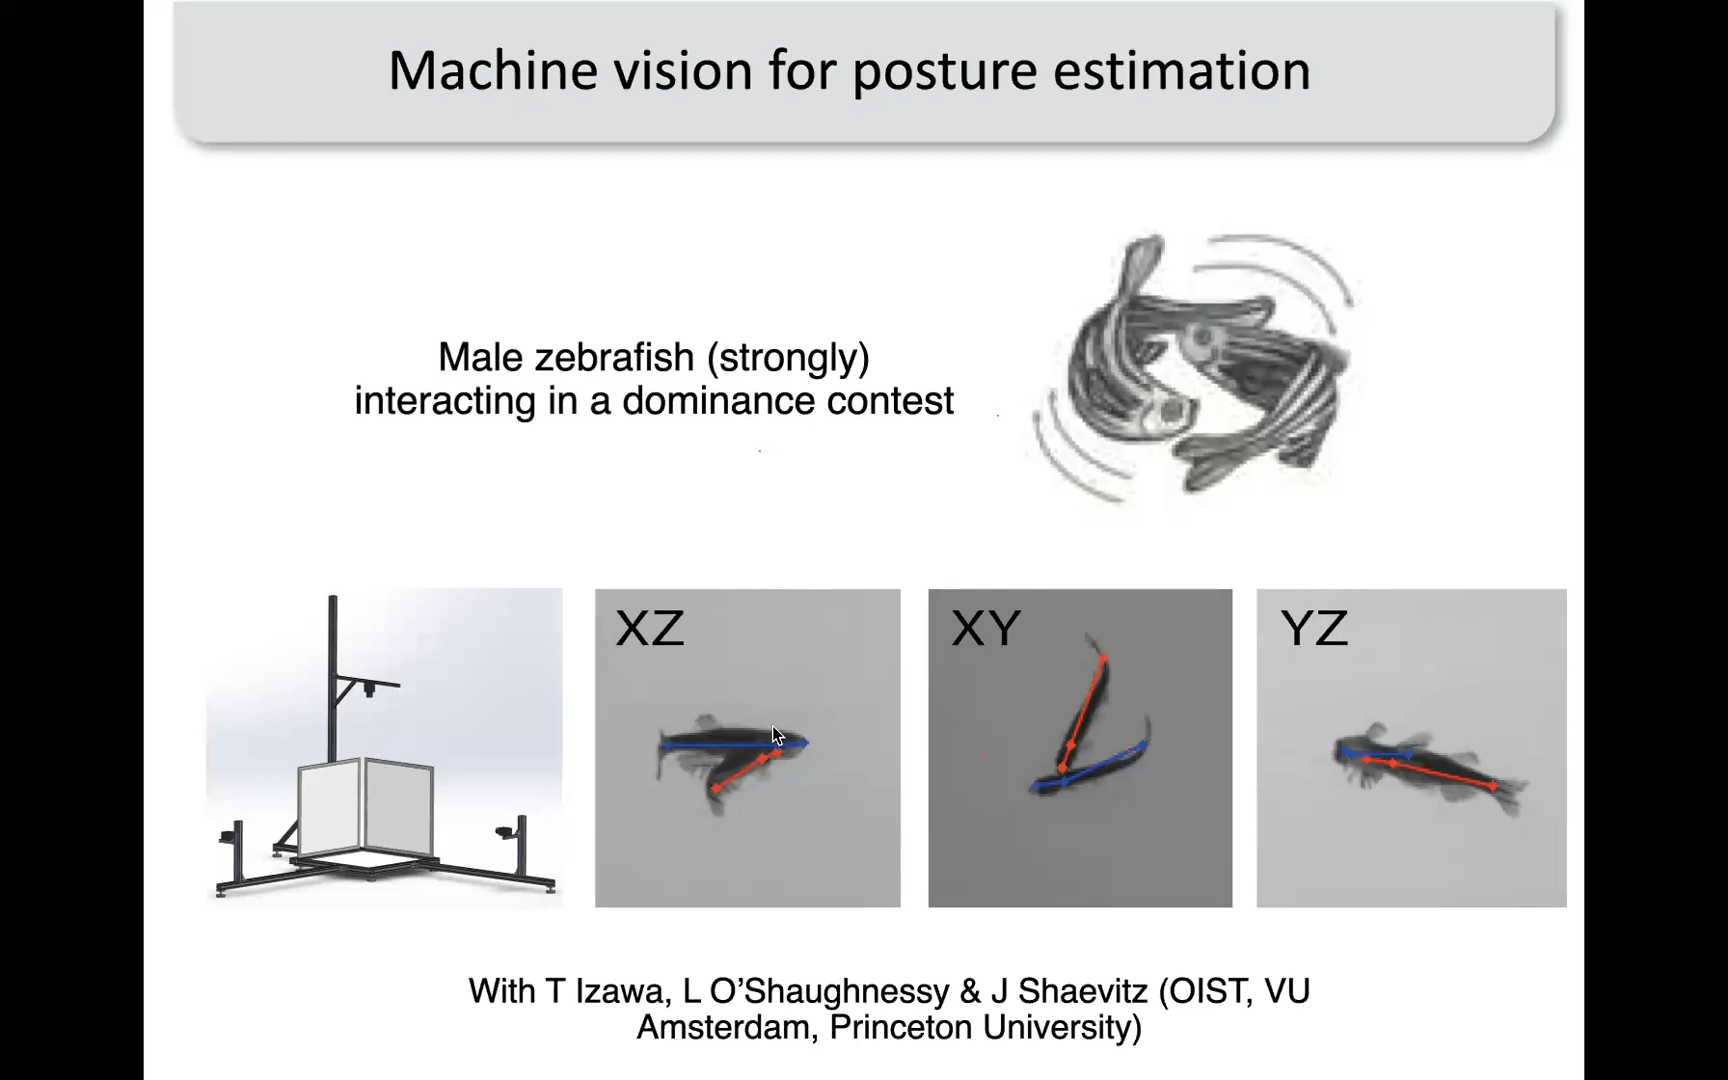 Machine vision for posture estimation
Male zebrafish (strongly)
interacting in a dominance contest
XZ
XY
YZ
With T Izawa, L O’Shaughnessy & J Shaevitz (OIST, VU
Amsterdam, Princeton University)